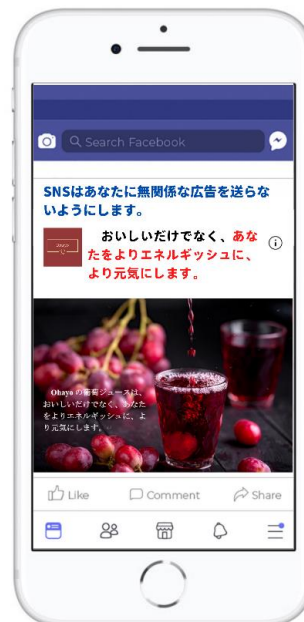 Search Facebook
SNSはあなたに無関係な広告を送らな
いようにします。
おいしいだけでなく、あな
たをよりエネルギッシュに、
より元気にします。
Ohayo の葡萄ジュースは、
おいしいだけでなく、あなた
をよりエネルギッシュに、よ
り元気にします。
Like
Comment
Share